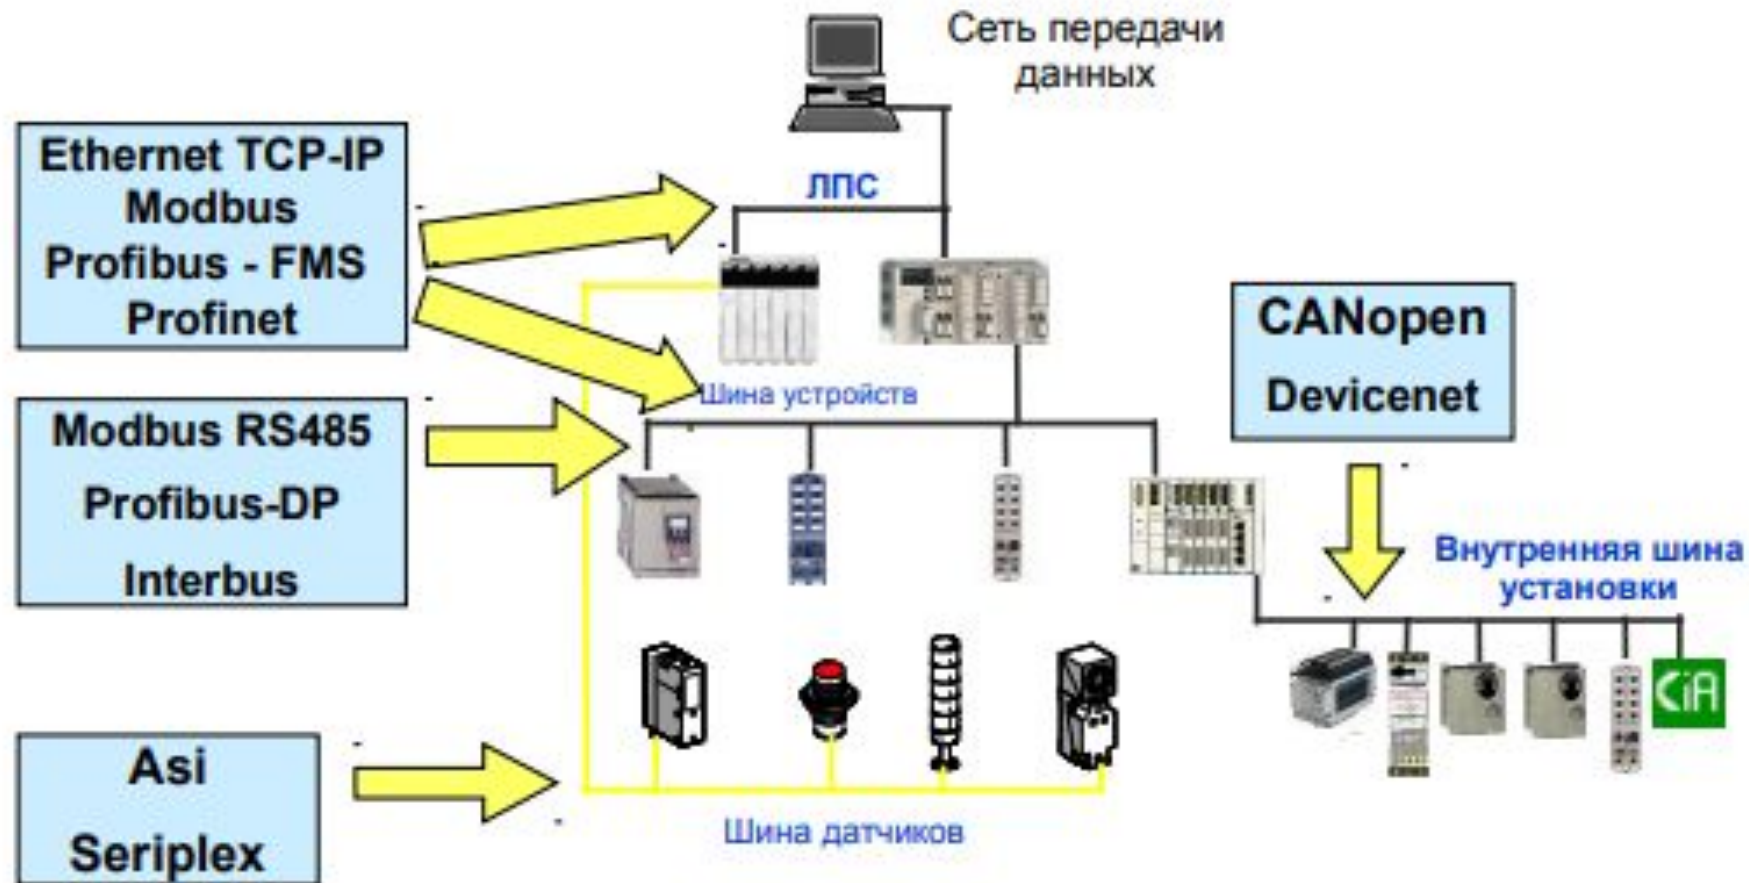 Сеть передачи
данных
Ethernet TCP-IP
Modbus
Profibus - FMS
Profinet
ЛПС
CANopen
Devicenet
Шина устройств
Modbus RS485
Profibus-DP
Interbus
Внутренняя шина
установки
CiA
Asi
Seriplex
Шина датчиков